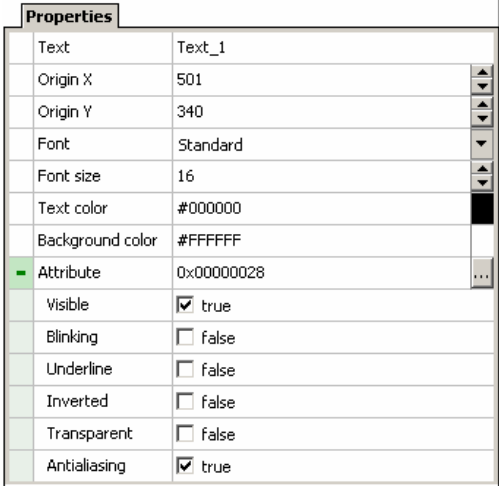 Properties
Text Text_1
Origin X 501
Origin Y 340
Font Standard
Font size 16
Text color #000000
Background color #FFFFFF
Attribute 0x00000028 ...
Visible true
Blinking false
Underline false
Inverted false
Transparent false
Antialiasing true